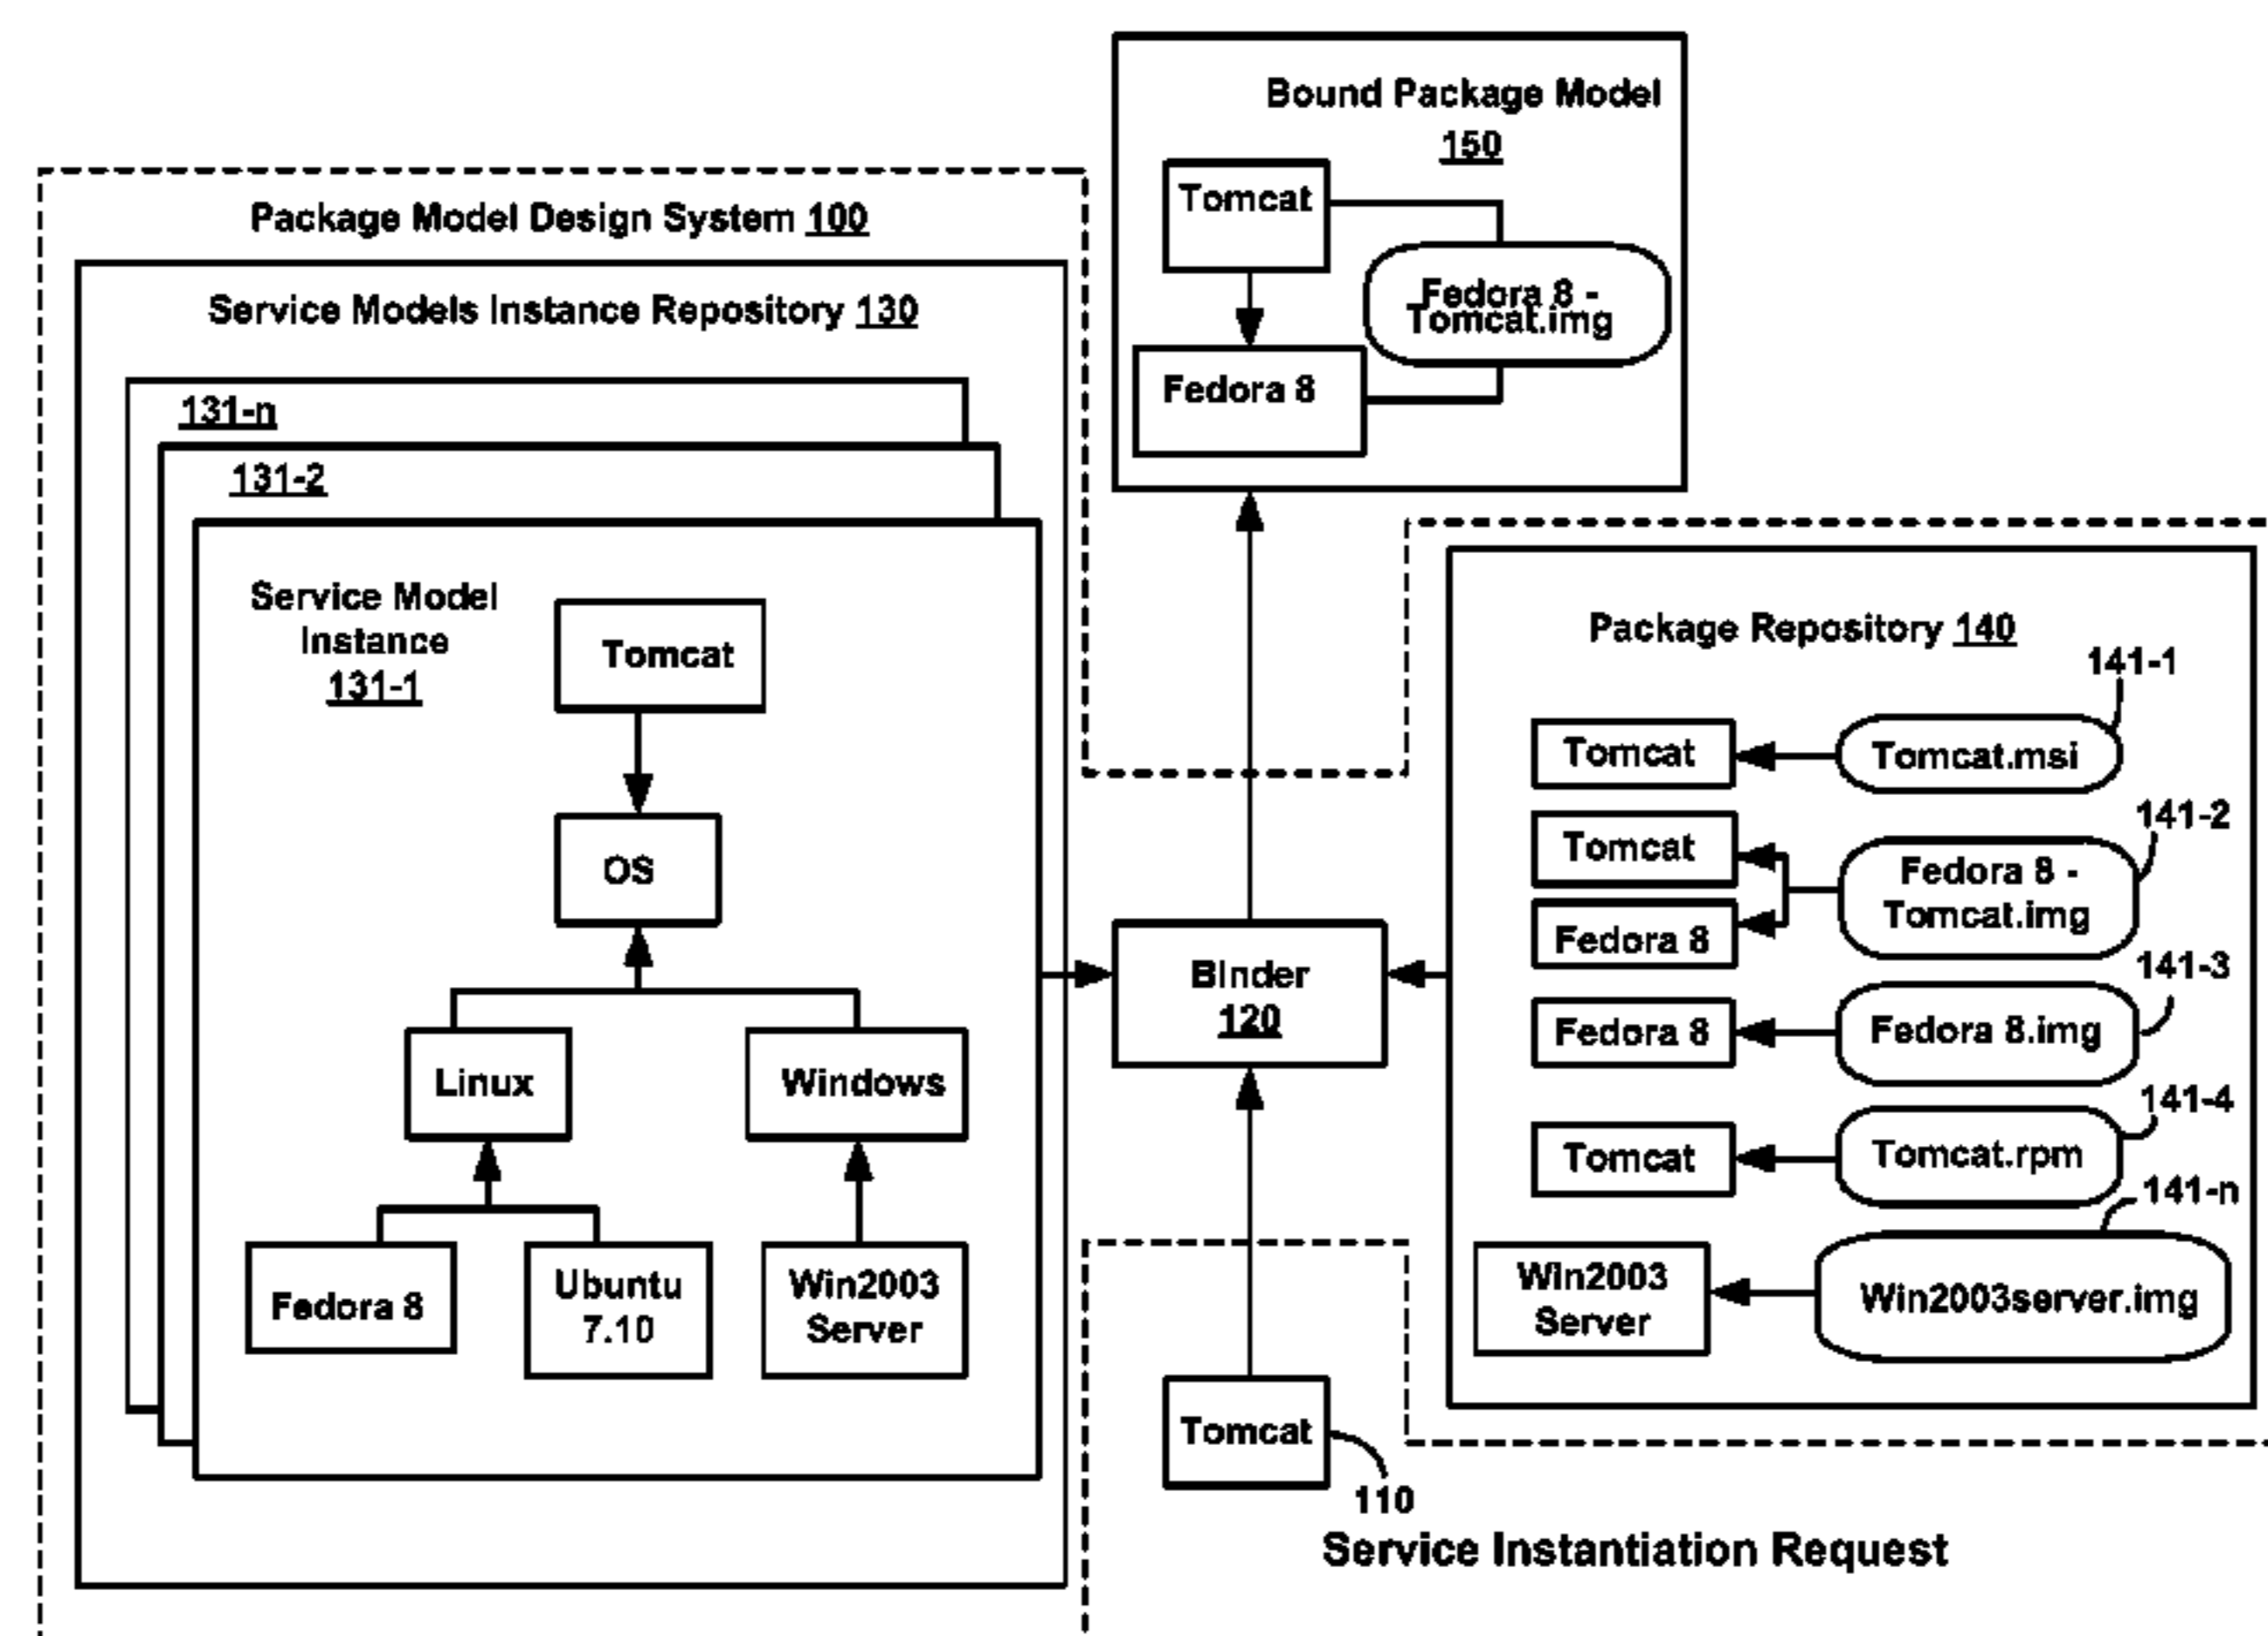 Bound Package Model
150
Tomcat
Fedora 8 -
Tomcat.img
Fedora 8
Package Model Design System 100
Service Models Instance Repository 130
131-n
131-2
Service Model
Instance
131-1
Tomcat
OS
Linux
Windows
Fedora 8
Ubuntu
7.10
Win2003
Server
Binder
120
Tomcat
110
Service Instantiation Request
Package Repository 140
141-1
Tomcat
Tomcat.msi
141-2
Tomcat
Fedora 8
Fedora 8 -
Tomcat.img
141-3
Fedora 8
Fedora 8.img
141-4
Tomcat
Tomcat.rpm
141-n
Win2003
Server
Win2003server.img